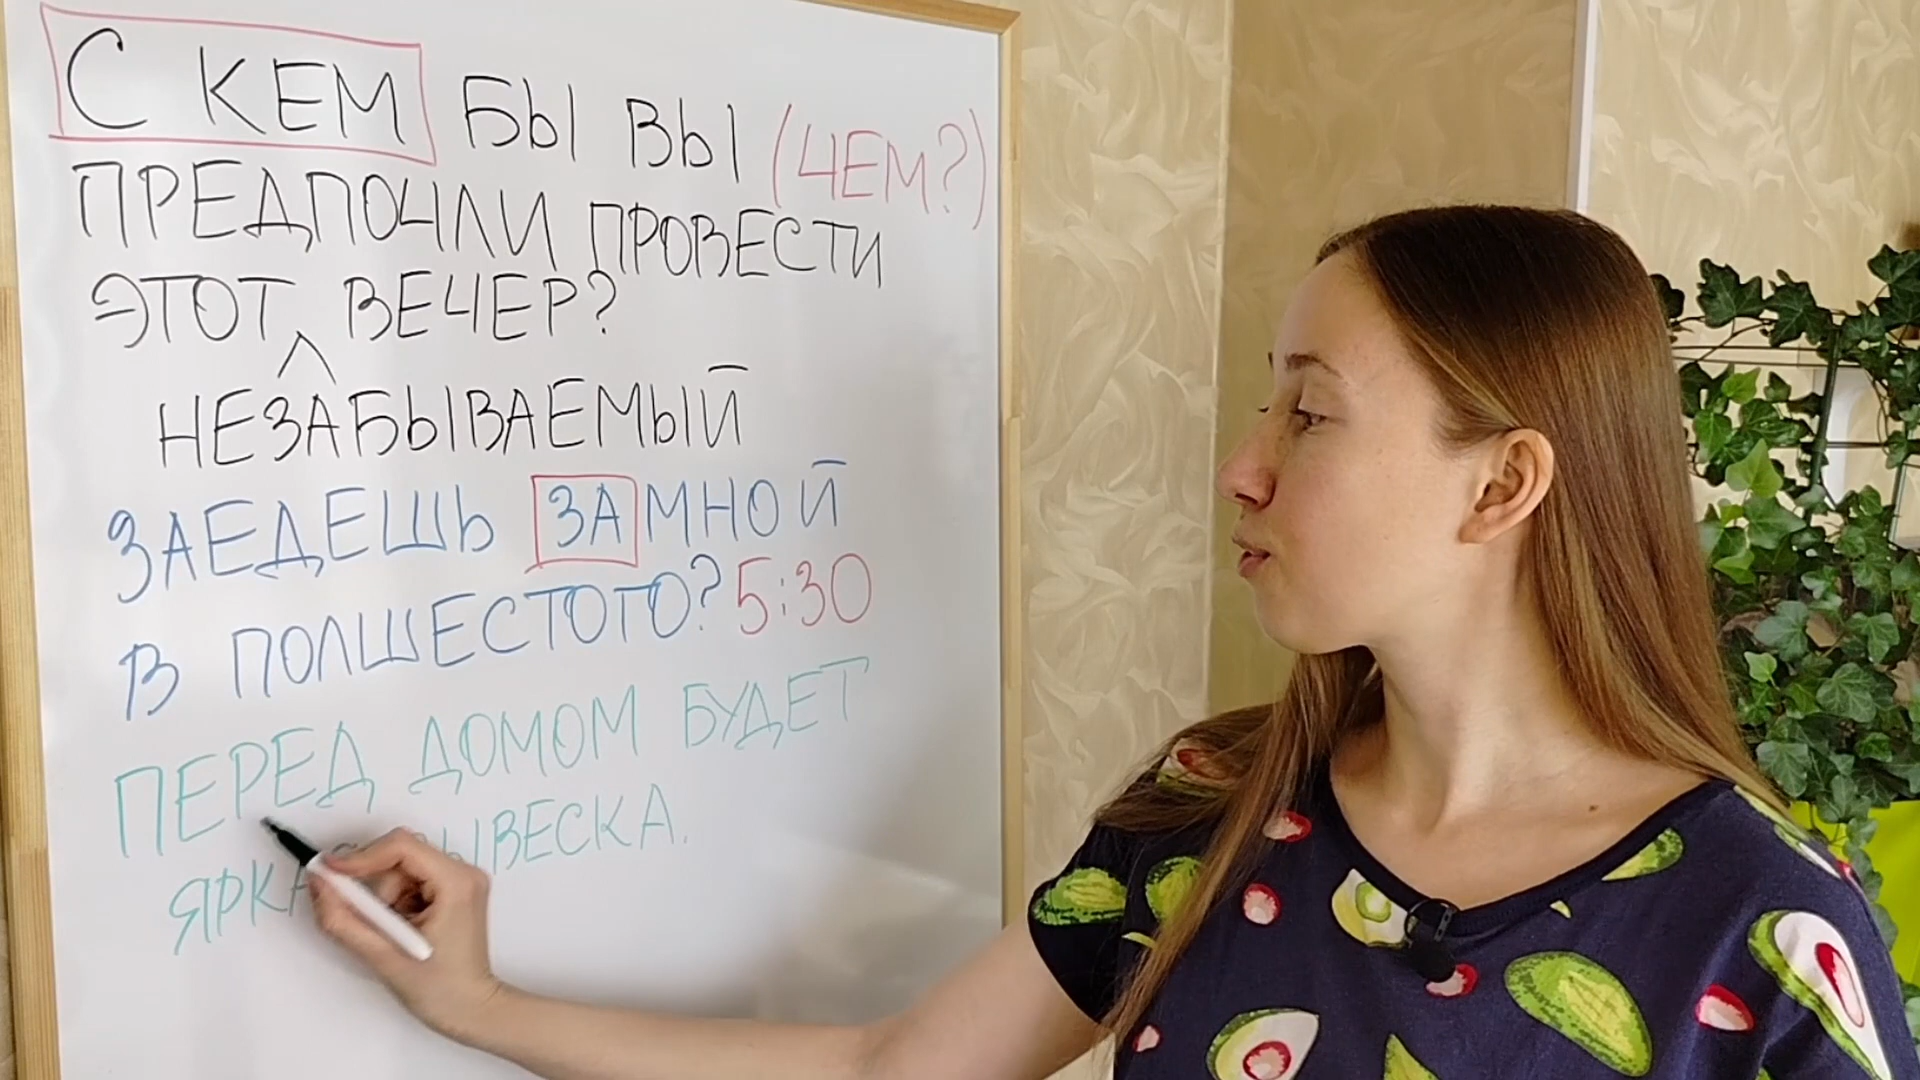 С КЕМ БЫ ВЫ (ЧЕМ?)
ПРЕДПОЧЛИ ПРОВЕСТИ
ЭТОТ ВЕЧЕР?
НЕЗАБЫВАЕМЫЙ
ЗАЕДЕШЬ ЗА МНОЙ
В ПОЛШЕСТОГО? 5:30
ПЕРЕД ДОМОМ БУДЕТ
ЯРКАЯ ВЫВЕСКА.